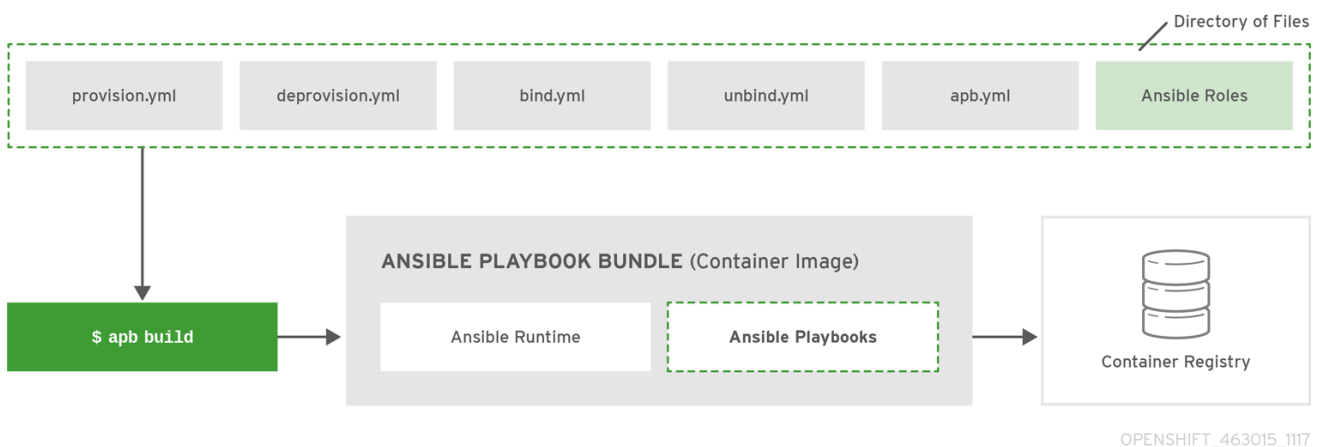 Directory of Files
provision.yml
deprovision.yml
bind.yml
unbind.yml
apb.yml
Ansible Roles
ANSIBLE PLAYBOOK BUNDLE (Container Image)
$ apb build
Ansible Runtime
Ansible Playbooks
Container Registry
OPENSHIFT_463015_1117